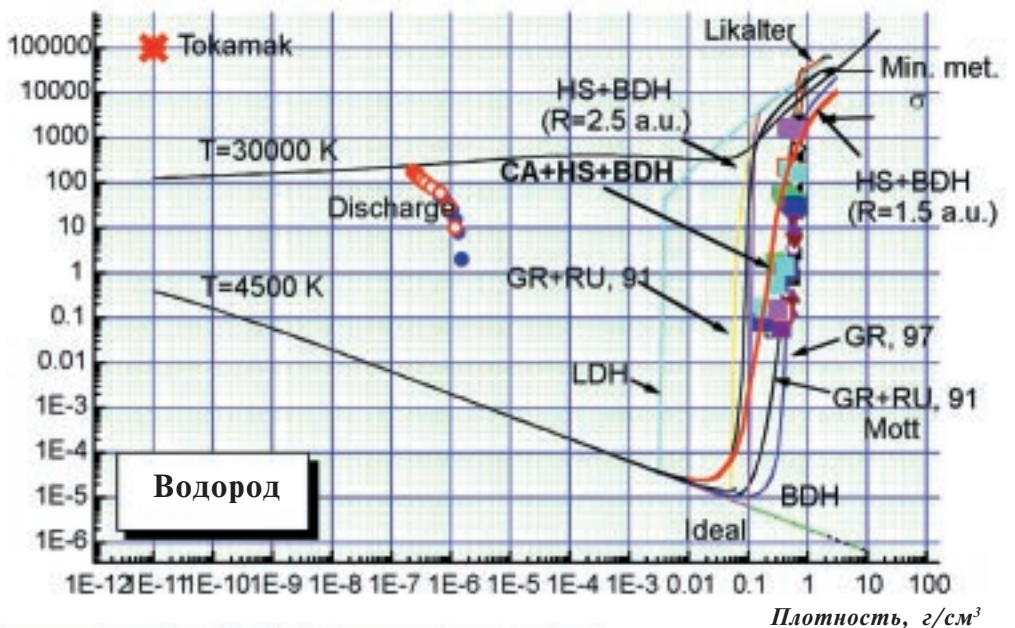 Likalter
100000
Tokamak
Min. met.
σ
10000
HS+BDH
(R=2.5 a.u.)
1000
T=30000 K
CA+HS+BDH
100
HS+BDH
(R=1.5 a.u.)
Discharge
10
1
T=4500 K
GR+RU, 91
0.1
GR, 97
0.01
LDH
GR+RU, 91
Mott
1E-3
1E-4
Водород
1E-5
BDH
Ideal
1E-6
1E-12 1E-11 1E-10 1E-9 1E-8 1E-7 1E-6 1E-5 1E-4 1E-3 0.01 0.1 1 10 100
Плотность, г/см³